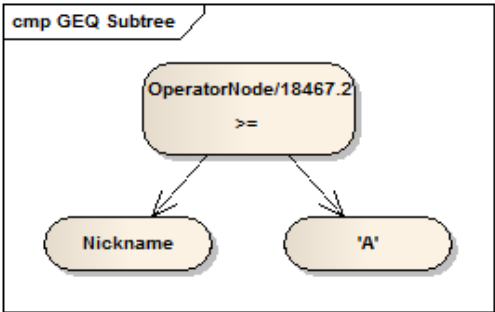 cmp GEQ Subtree
OperatorNode/18467.2
>=
Nickname
'A'